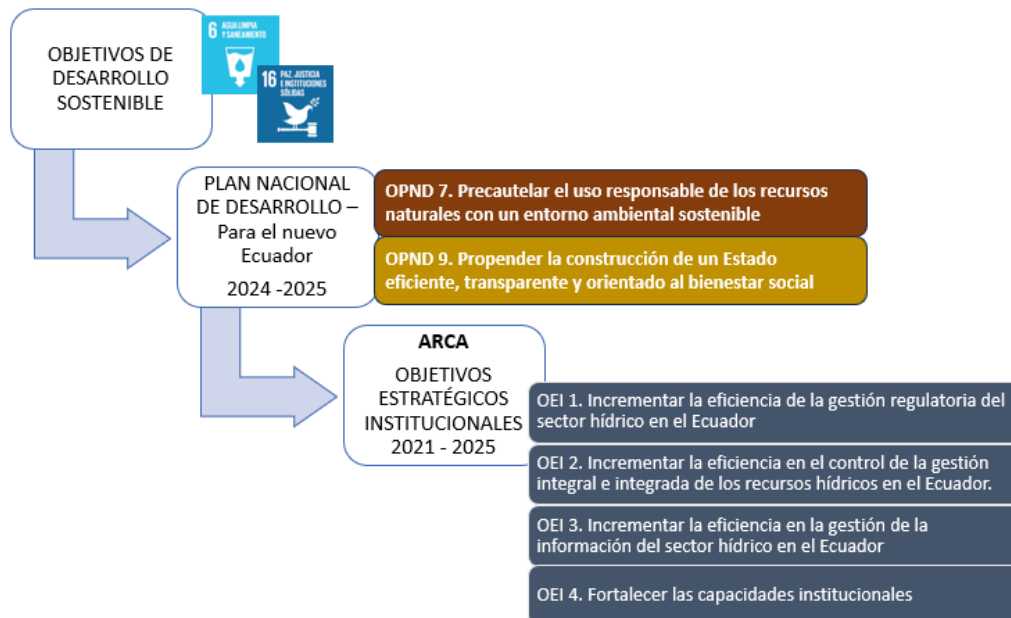 OBJETIVOS DE
DESARROLLO
SOSTENIBLE
6 AGUA LIMPIA
Y SANEAMIENTO
16 PAZ, JUSTICIA
E INSTITUCIONES
SÓLIDAS
PLAN NACIONAL
DE DESARROLLO –
Para el nuevo
Ecuador
2024 -2025
OPND 7. Precautelar el uso responsable de los recursos
naturales con un entorno ambiental sostenible
OPND 9. Propender la construcción de un Estado
eficiente, transparente y orientado al bienestar social
ARCA
OBJETIVOS
ESTRATÉGICOS
INSTITUCIONALES
2021 - 2025
OEI 1. Incrementar la eficiencia de la gestión regulatoria del
sector hídrico en el Ecuador
OEI 2. Incrementar la eficiencia en el control de la gestión
integral e integrada de los recursos hídricos en el Ecuador.
OEI 3. Incrementar la eficiencia en la gestión de la
información del sector hídrico en el Ecuador
OEI 4. Fortalecer las capacidades institucionales